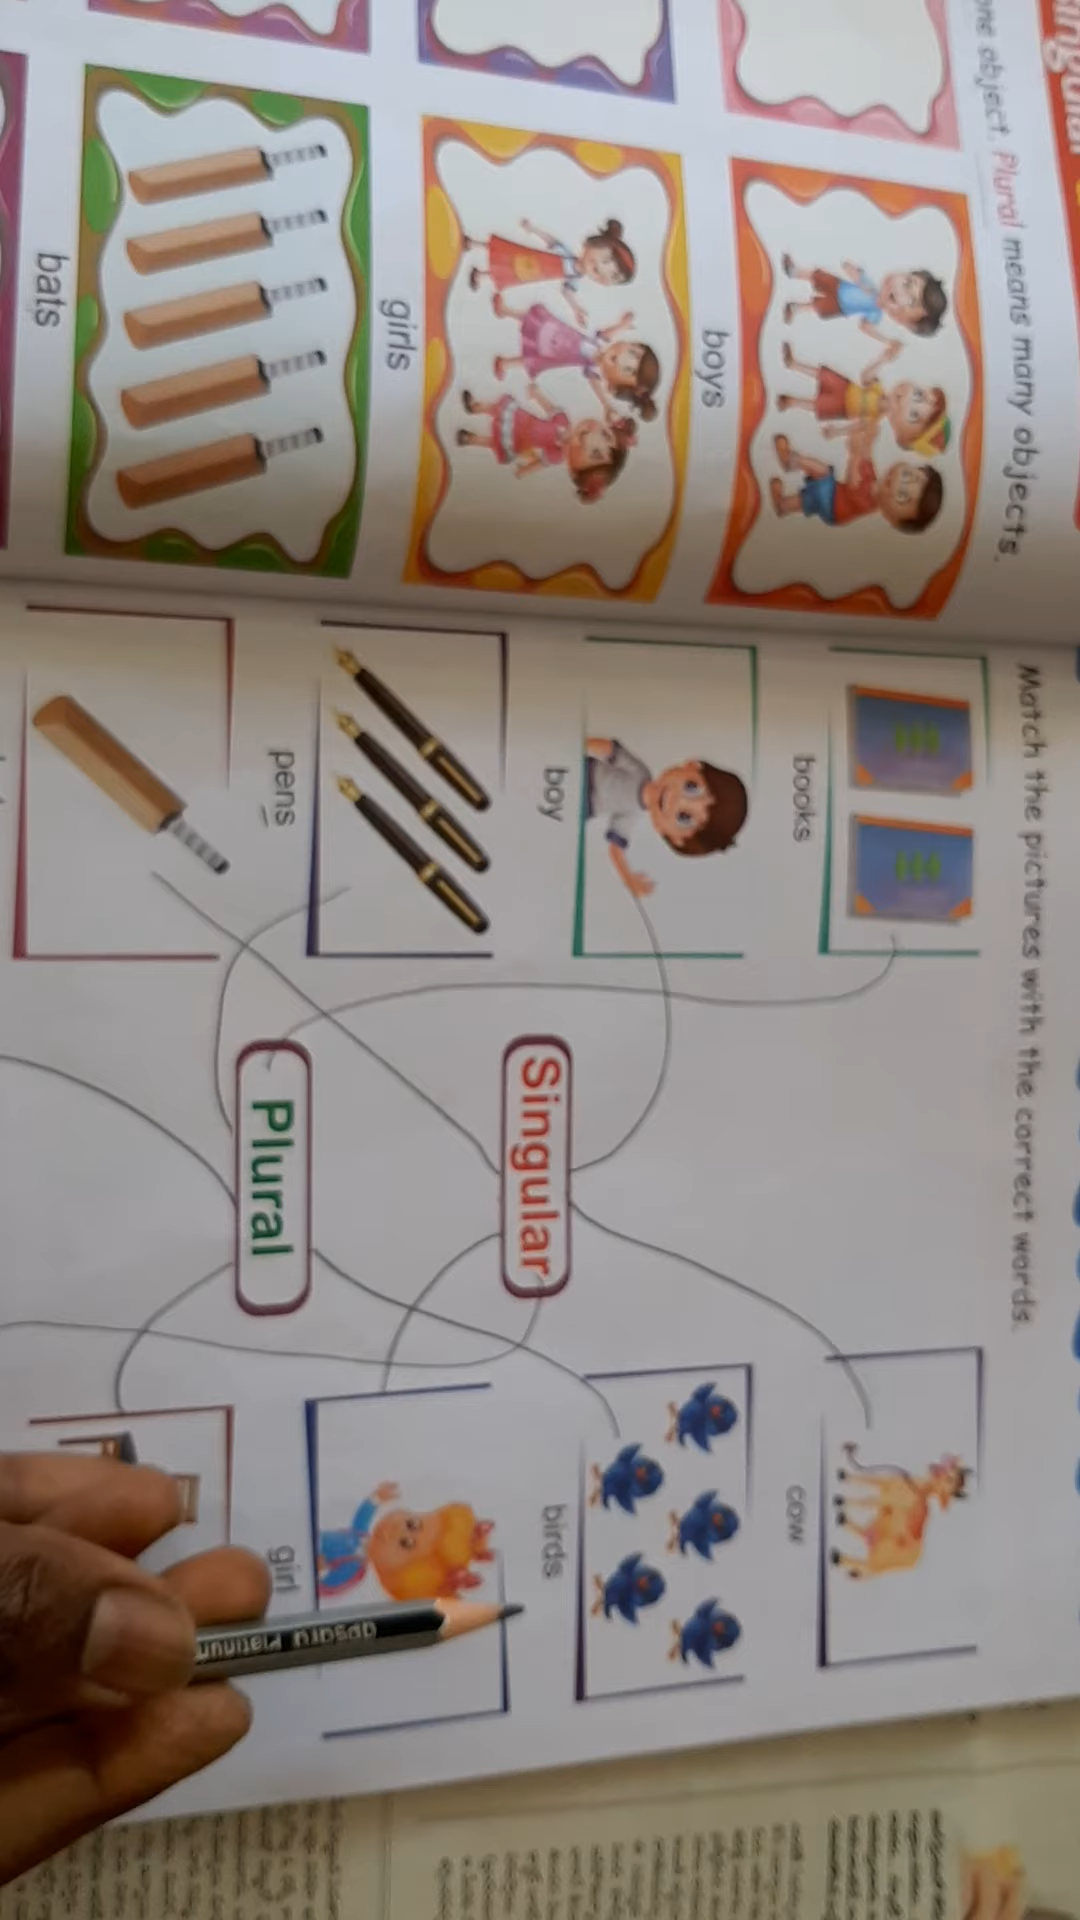 one object. Plural means many objects.
boys
girls
bats
Match the pictures with the correct words.
books
cow
boy
Singular
birds
pens
Plural
girl
apsara Platinum